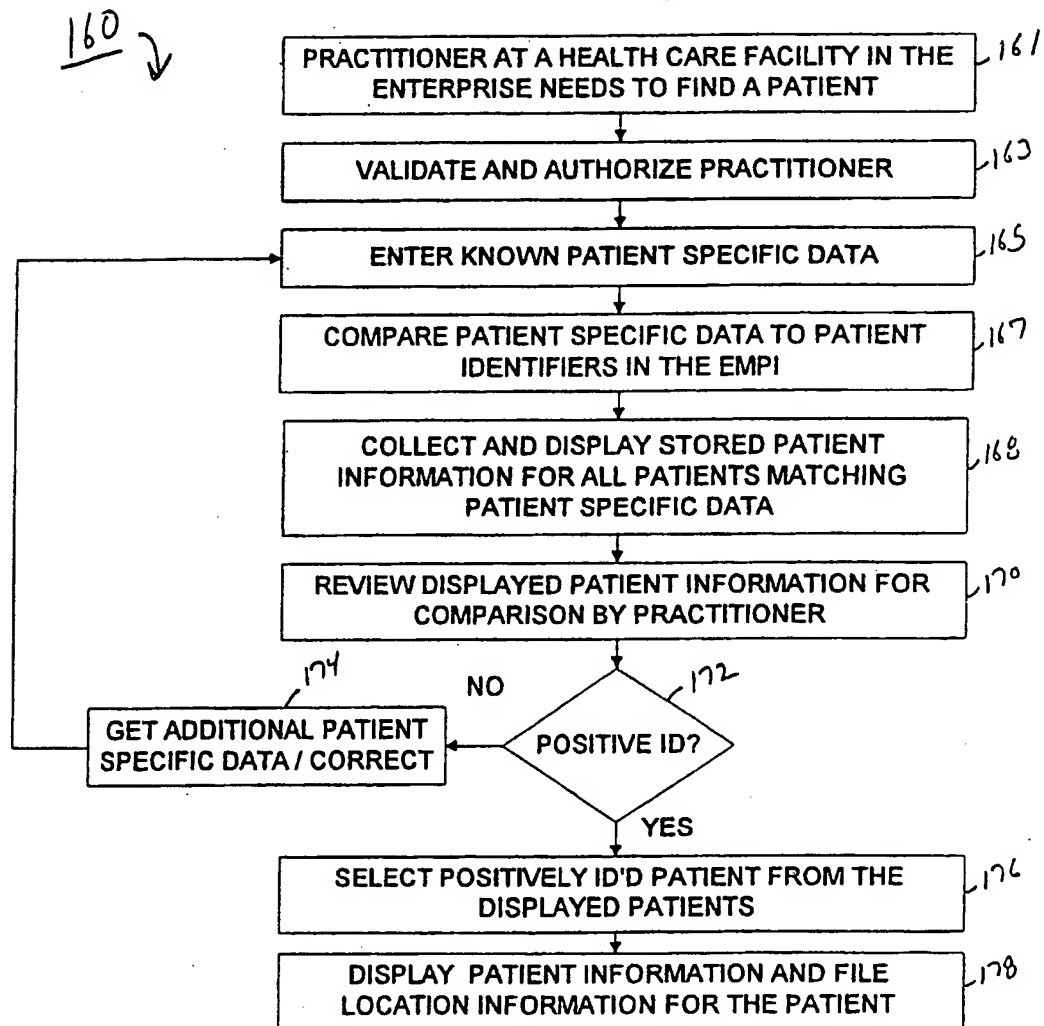 160
PRACTITIONER AT A HEALTH CARE FACILITY IN THE
ENTERPRISE NEEDS TO FIND A PATIENT
161
VALIDATE AND AUTHORIZE PRACTITIONER
163
ENTER KNOWN PATIENT SPECIFIC DATA
165
COMPARE PATIENT SPECIFIC DATA TO PATIENT
IDENTIFIERS IN THE EMPI
167
COLLECT AND DISPLAY STORED PATIENT
INFORMATION FOR ALL PATIENTS MATCHING
PATIENT SPECIFIC DATA
168
REVIEW DISPLAYED PATIENT INFORMATION FOR
COMPARISON BY PRACTITIONER
170
POSITIVE ID?
172
NO
GET ADDITIONAL PATIENT
SPECIFIC DATA / CORRECT
174
YES
SELECT POSITIVELY ID'D PATIENT FROM THE
DISPLAYED PATIENTS
176
DISPLAY PATIENT INFORMATION AND FILE
LOCATION INFORMATION FOR THE PATIENT
178